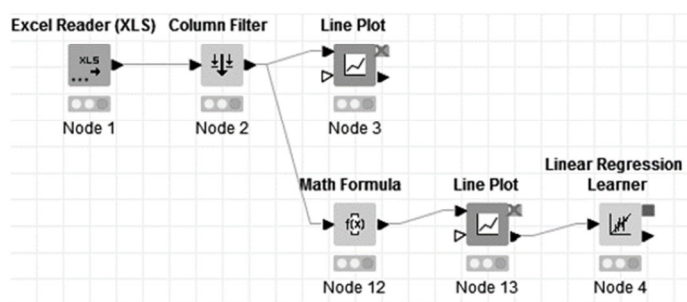 Excel Reader (XLS) Column Filter Line Plot
XLS
Node 1 Node 2 Node 3
Linear Regression
Math Formula Line Plot Learner
f(x)
Node 12 Node 13 Node 4